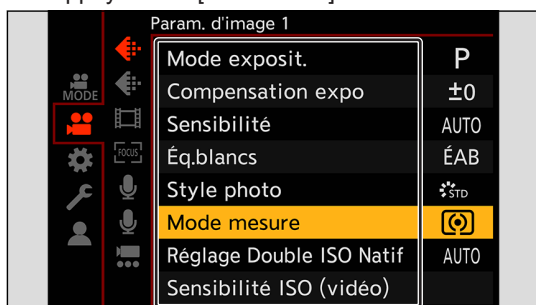 Param. d'image 1
Mode exposit. P
MODE
Compensation expo ±0
Sensibilité AUTO
FOCUS
Éq.blancs ÉAB
Style photo STD
Mode mesure
Réglage Double ISO Natif AUTO
Sensibilité ISO (vidéo)